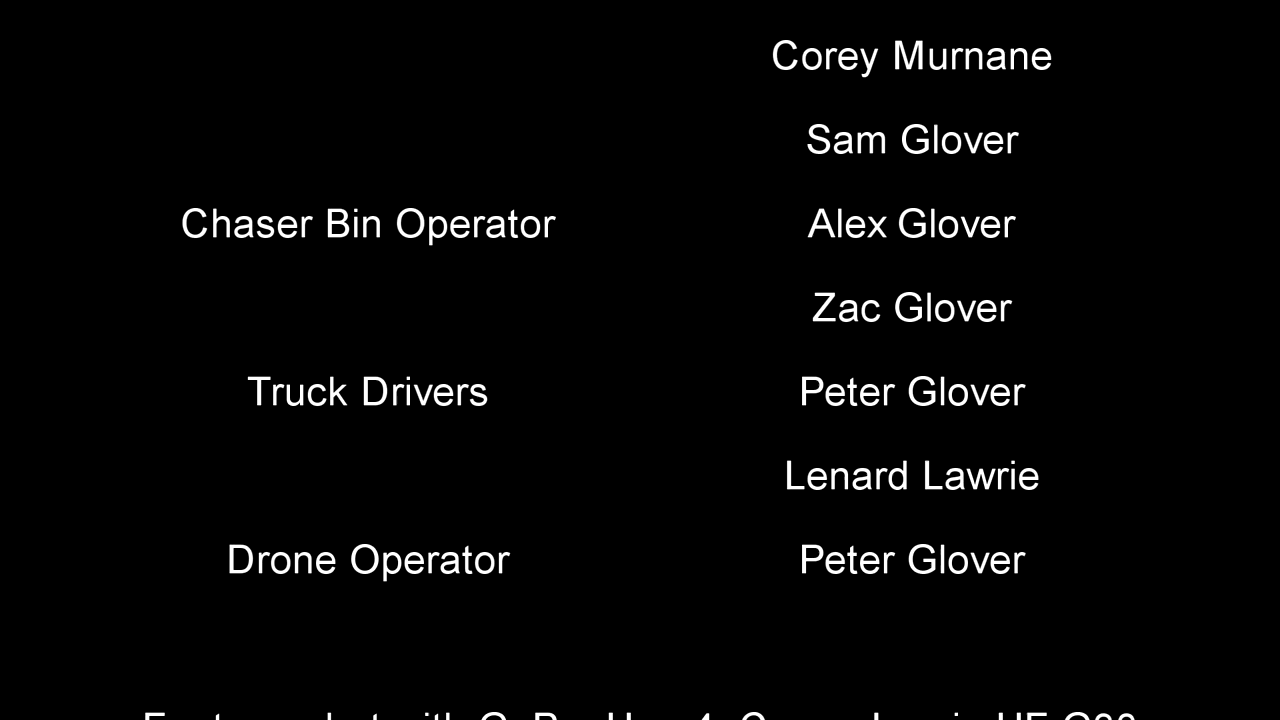 Corey Murnane
Sam Glover
Chaser Bin Operator Alex Glover
Zac Glover
Truck Drivers Peter Glover
Lenard Lawrie
Drone Operator Peter Glover